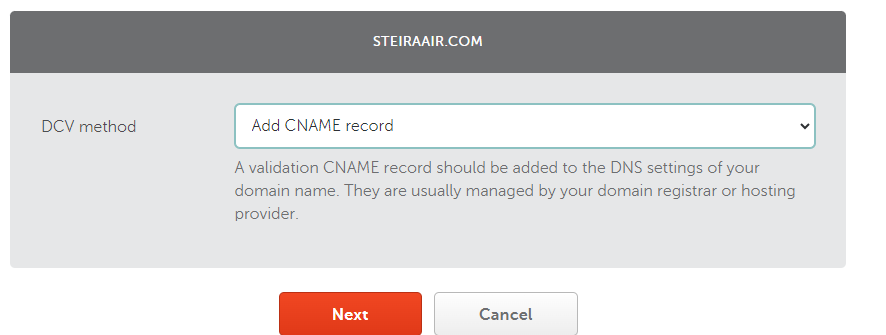 STEIRAAIR.COM
DCV method
Add CNAME record
A validation CNAME record should be added to the DNS settings of your
domain name. They are usually managed by your domain registrar or hosting
provider.
Next
Cancel